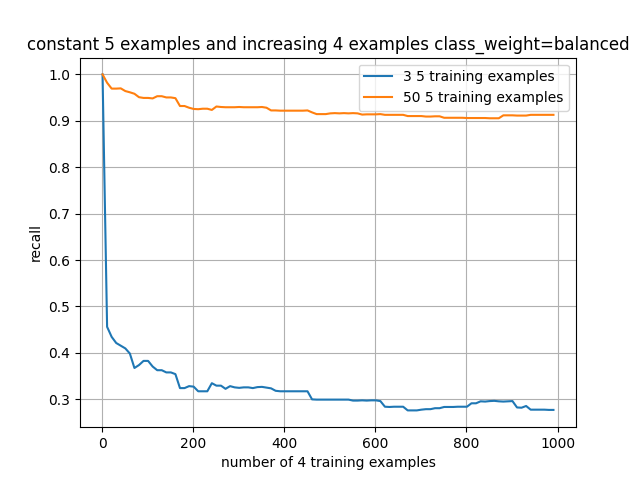 constant 5 examples and increasing 4 examples class_weight=balanced
3 5 training examples
50 5 training examples
1.0
0.9
0.8
0.7
0.6
0.5
0.4
0.3
recall
0 200 400 600 800 1000
number of 4 training examples